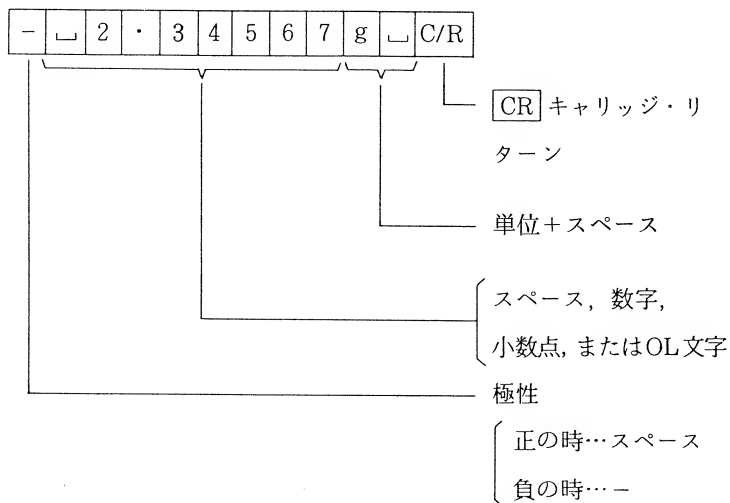 - ␣ 2 . 3 4 5 6 7 g ␣ C/R
CR キャリッジ・リ
ターン
単位+スペース
スペース, 数字,
小数点, またはOL文字
極性
正の時…スペース
負の時…-